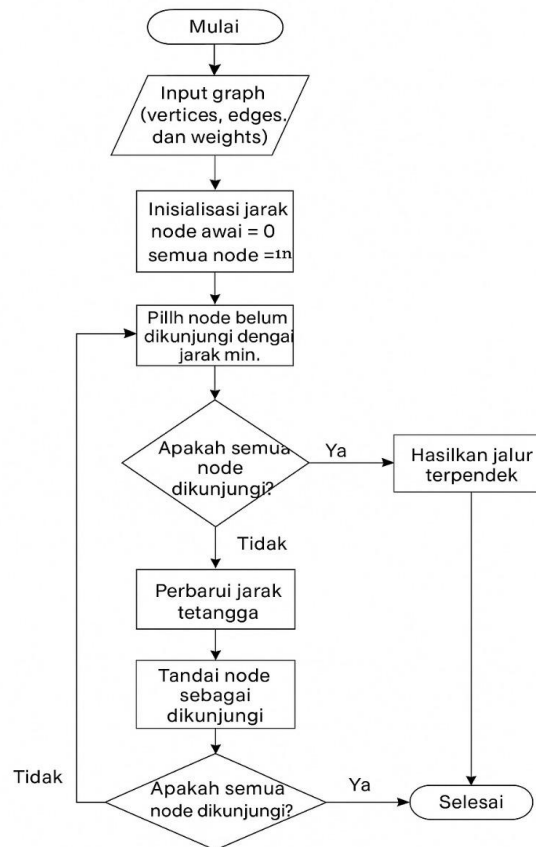 Mulai
Input graph
(vertices, edges.
dan weights)
Inisialisasi jarak
node awai = 0
semua node =ın
Pillh node belum
dikunjungi dengai
jarak min.
Apakah semua
node
dikunjungi?
Ya
Hasilkan jalur
terpendek
Tidak
Perbarui jarak
tetangga
Tandai node
sebagai
dikunjungi
Tidak
Apakah semua
node dikunjungi?
Ya
Selesai